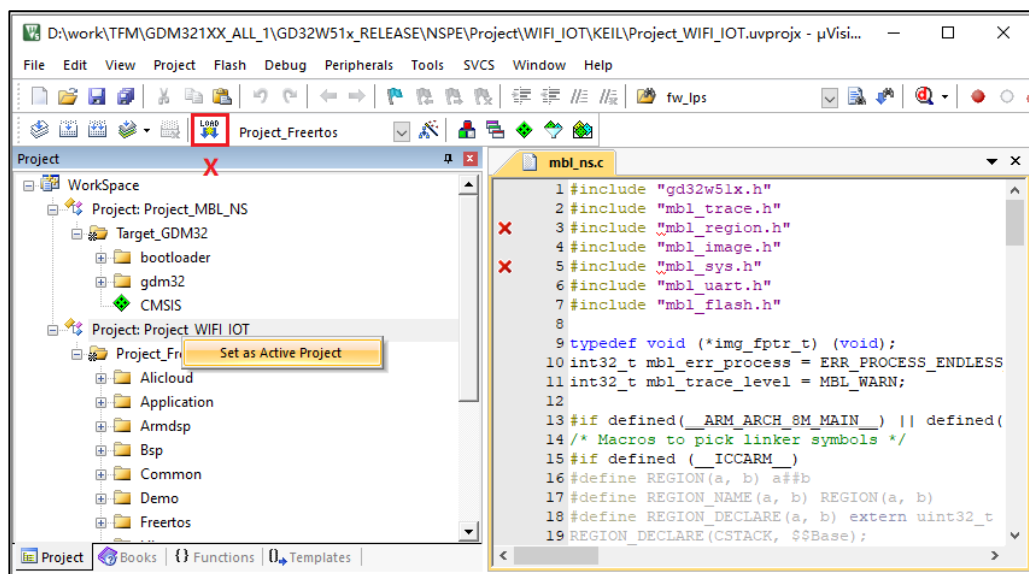 D:\work\TFM\GDM321XX_ALL_1\GD32W51x_RELEASE\NSPE\Project\WIFI_IOT\KEIL\Project_WIFI_IOT.uvprojx - µVisi...
File Edit View Project Flash Debug Peripherals Tools SVCS Window Help
fw_lps
LOAD Project_Freertos
X
Project
WorkSpace
Project: Project_MBL_NS
Target_GDM32
bootloader
gdm32
CMSIS
Project: Project_WIFI_IOT
Project_Fr
Set as Active Project
Alicloud
Application
Armdsp
Bsp
Common
Demo
Freertos
Project Books {} Functions 0 Templates
mbl_ns.c
1 #include "gd32w51x.h"
2 #include "mbl_trace.h"
3 #include "mbl_region.h"
4 #include "mbl_image.h"
5 #include "mbl_sys.h"
6 #include "mbl_uart.h"
7 #include "mbl_flash.h"
8
9 typedef void (*img_fptr_t) (void);
10 int32_t mbl_err_process = ERR_PROCESS_ENDLESS
11 int32_t mbl_trace_level = MBL_WARN;
12
13 #if defined(__ARM_ARCH_8M_MAIN__) || defined(
14 /* Macros to pick linker symbols */
15 #if defined (__ICCARM__)
16 #define REGION(a, b) a##b
17 #define REGION_NAME(a, b) REGION(a, b)
18 #define REGION_DECLARE(a, b) extern uint32_t
19 REGION_DECLARE(CSTACK, $$Base);